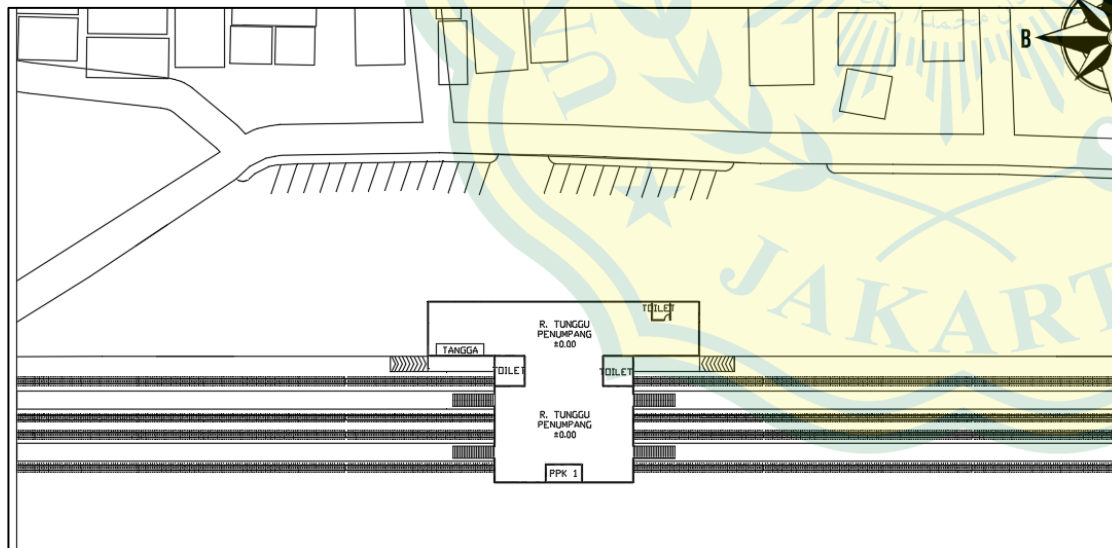 B
JAKART
TOILET
R. TUNGGU
PENUMPANG
±0.00
TANGGA
TOILET
TOILET
R. TUNGGU
PENUMPANG
±0.00
PPK 1